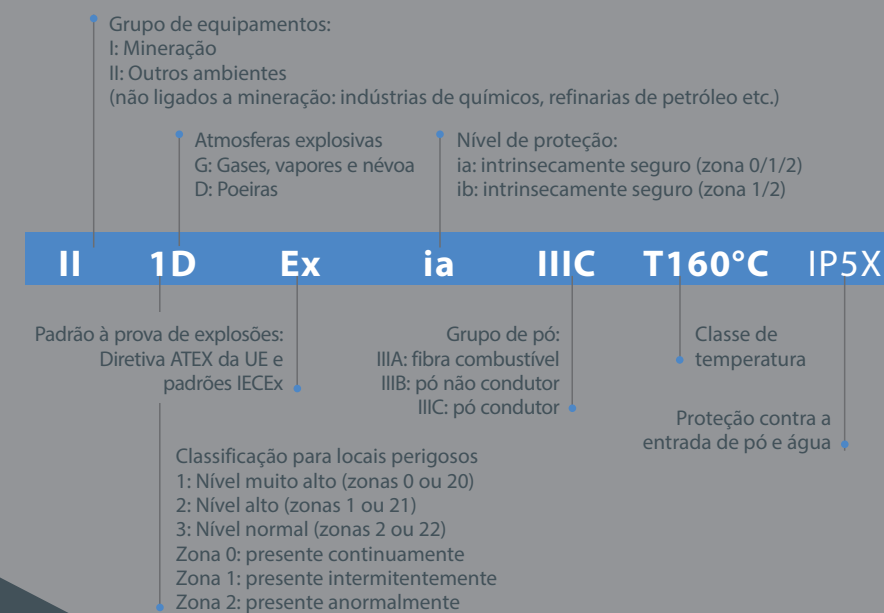 Grupo de equipamentos:
I: Mineração
II: Outros ambientes
(não ligados a mineração: indústrias de químicos, refinarias de petróleo etc.)
Atmosferas explosivas
G: Gases, vapores e névoa
D: Poeiras
Nível de proteção:
ia: intrinsecamente seguro (zona 0/1/2)
ib: intrinsecamente seguro (zona 1/2)
II 1D Ex ia IIIC T160°C IP5X
Padrão à prova de explosões:
Diretiva ATEX da UE e
padrões IECEx
Grupo de pó:
IIIA: fibra combustível
IIIB: pó não condutor
IIIC: pó condutor
Classe de
temperatura
Proteção contra a
entrada de pó e água
Classificação para locais perigosos
1: Nível muito alto (zonas 0 ou 20)
2: Nível alto (zonas 1 ou 21)
3: Nível normal (zonas 2 ou 22)
Zona 0: presente continuamente
Zona 1: presente intermitentemente
Zona 2: presente anormalmente